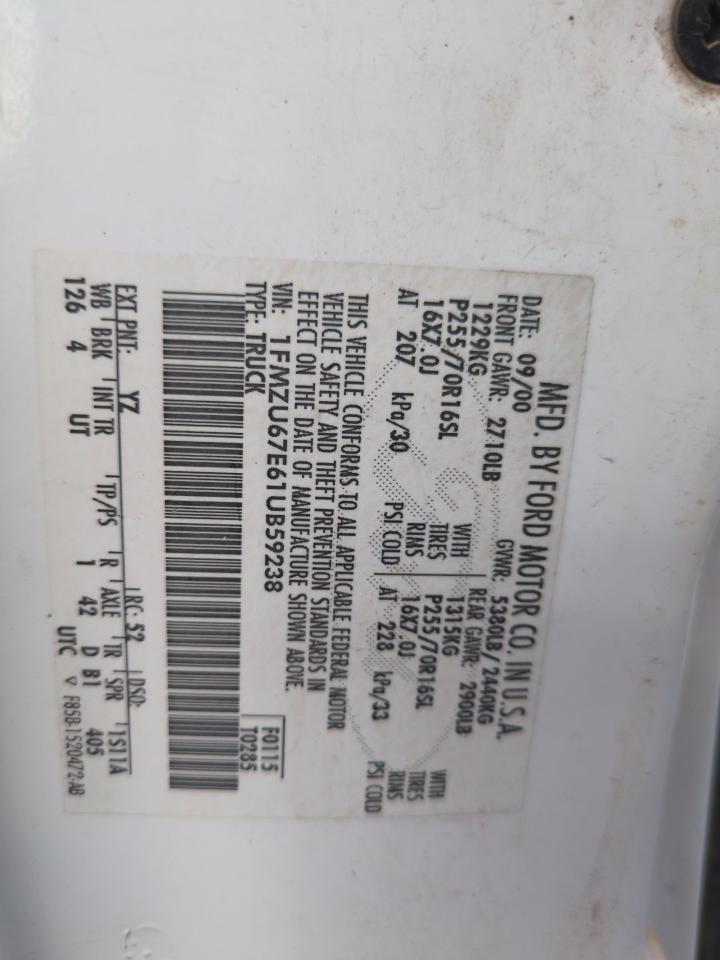 MFD. BY FORD MOTOR CO. IN U.S.A.
DATE: 09/00 GVWR: 5380LB/2440KG
FRONT GAWR: 2710LB REAR GAWR: 2900LB
1229KG WITH 1315KG WITH
P255/70R16SL TIRES P255/70R16SL TIRES
16X7.0J RIMS 16X7.0J RIMS
AT 207 kPa/30 PSI COLD AT 228 kPa/33 PSI COLD
THIS VEHICLE CONFORMS TO ALL APPLICABLE FEDERAL MOTOR
VEHICLE SAFETY AND THEFT PREVENTION STANDARDS IN
EFFECT ON THE DATE OF MANUFACTURE SHOWN ABOVE.
VIN: 1FMZU67E61UB59238 F0115
TYPE: TRUCK T0285
EXT PNT: YZ RC: 52 DSO:
WB BRK INT TR TP/PS R AXLE TR SPR 1S11A
126 4 UT 1 42 D B1 405
UTC ▽ F85B-1520472-AB